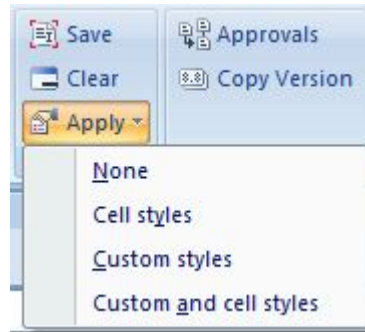 Save
Approvals
Clear
Copy Version
Apply
None
Cell styles
Custom styles
Custom and cell styles